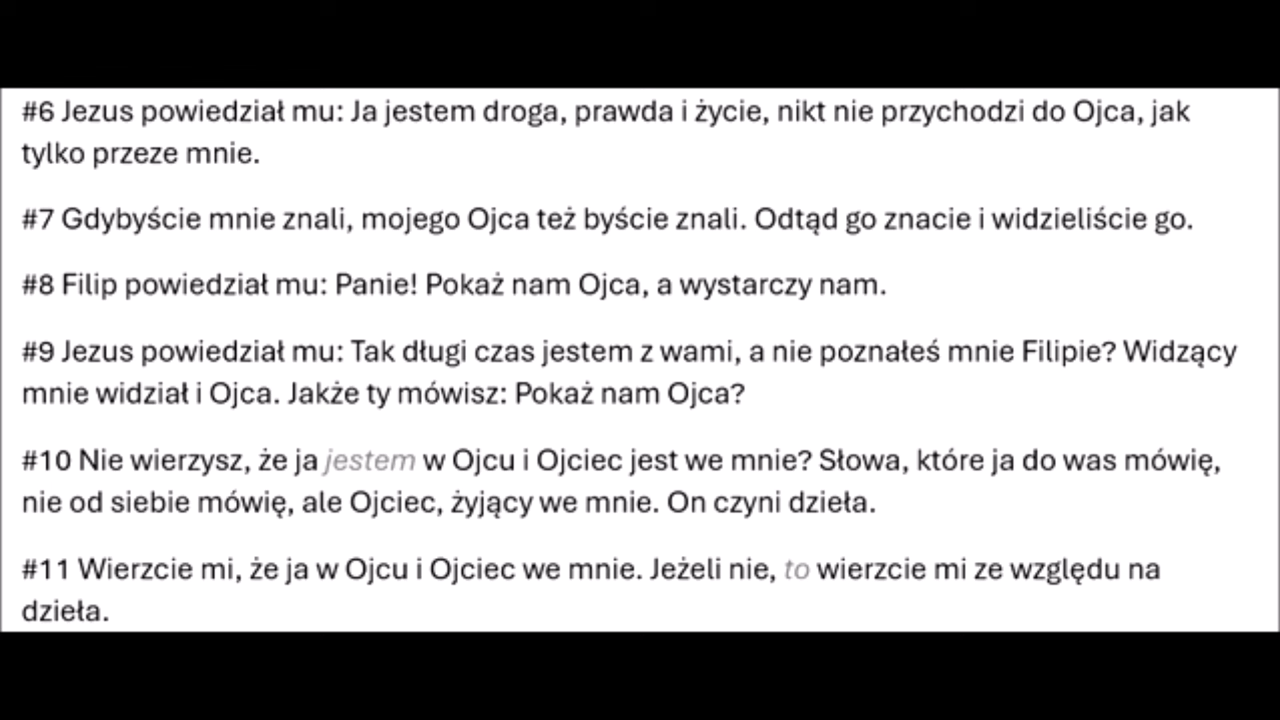 #6 Jezus powiedział mu: Ja jestem droga, prawda i życie, nikt nie przychodzi do Ojca, jak
tylko przeze mnie.
#7 Gdybyście mnie znali, mojego Ojca też byście znali. Odtąd go znacie i widzieliście go.
#8 Filip powiedział mu: Panie! Pokaż nam Ojca, a wystarczy nam.
#9 Jezus powiedział mu: Tak długi czas jestem z wami, a nie poznałeś mnie Filipie? Widzący
mnie widział i Ojca. Jakże ty mówisz: Pokaż nam Ojca?
#10 Nie wierzysz, że ja jestem w Ojcu i Ojciec jest we mnie? Słowa, które ja do was mówię,
nie od siebie mówię, ale Ojciec, żyjący we mnie. On czyni dzieła.
#11 Wierzcie mi, że ja w Ojcu i Ojciec we mnie. Jeżeli nie, to wierzcie mi ze względu na
dzieła.